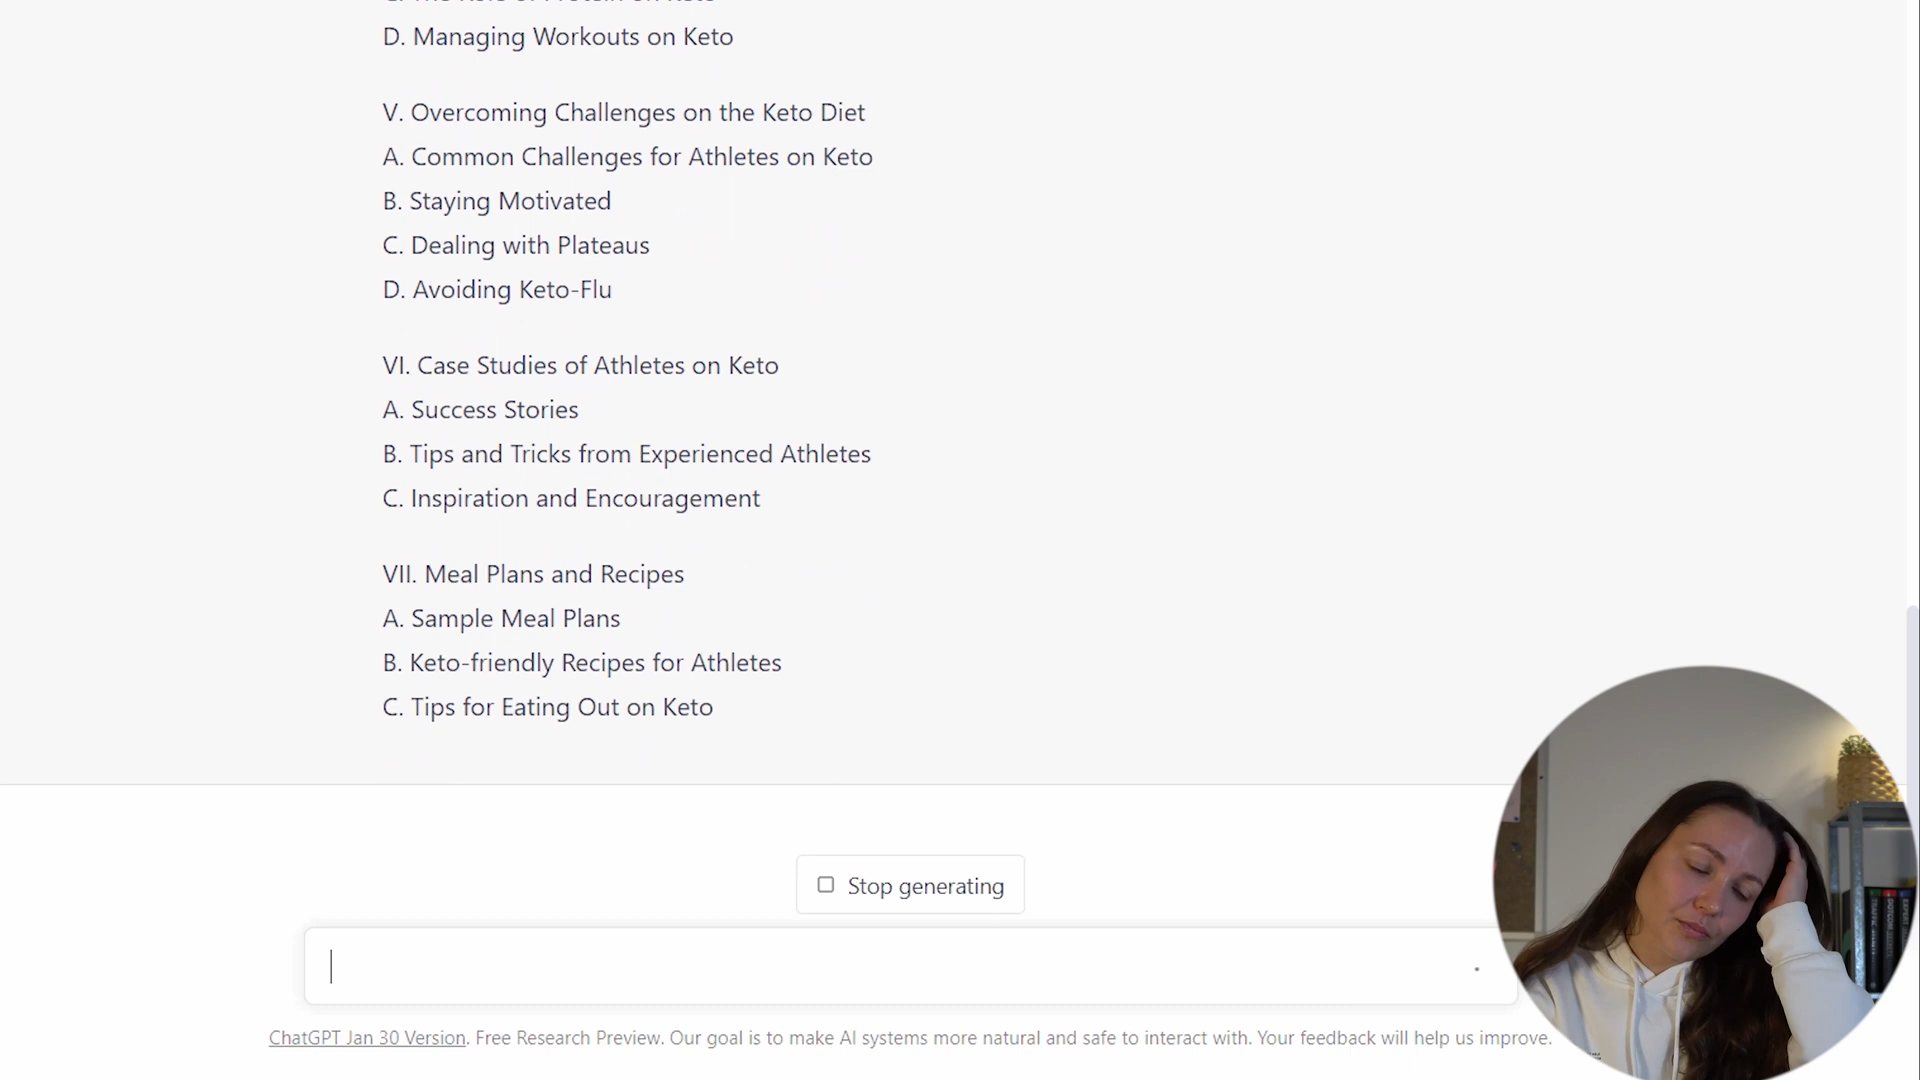 D. Managing Workouts on Keto
V. Overcoming Challenges on the Keto Diet
A. Common Challenges for Athletes on Keto
B. Staying Motivated
C. Dealing with Plateaus
D. Avoiding Keto-Flu
VI. Case Studies of Athletes on Keto
A. Success Stories
B. Tips and Tricks from Experienced Athletes
C. Inspiration and Encouragement
VII. Meal Plans and Recipes
A. Sample Meal Plans
B. Keto-friendly Recipes for Athletes
C. Tips for Eating Out on Keto
Stop generating
ChatGPT Jan 30 Version. Free Research Preview. Our goal is to make AI systems more natural and safe to interact with. Your feedback will help us improve.